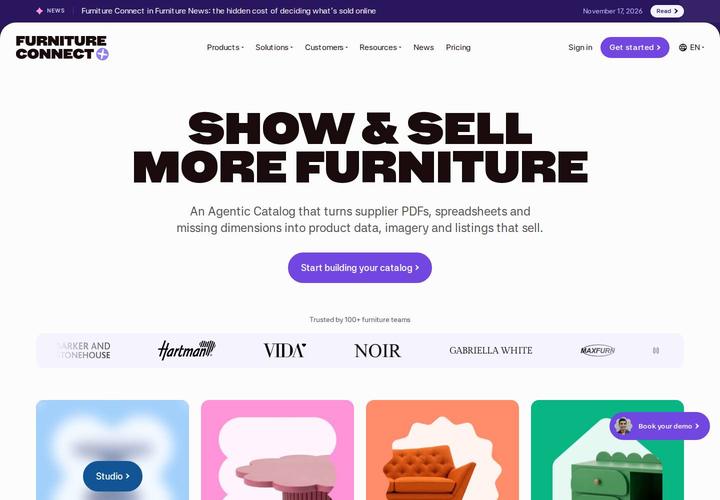 NEWS
Furniture Connect in Furniture News: the hidden cost of deciding what's sold online
November 17, 2026
Read
FURNITURE
CONNECT
Products
Solutions
Customers
Resources
News
Pricing
Sign in
Get started
EN
SHOW & SELL
MORE FURNITURE
An Agentic Catalog that turns supplier PDFs, spreadsheets and
missing dimensions into product data, imagery and listings that sell.
Start building your catalog
Trusted by 100+ furniture teams
BARKER AND
STONEHOUSE
Hartman
VIDA
NOIR
GABRIELLA WHITE
MAXFURN
Book your demo
Studio